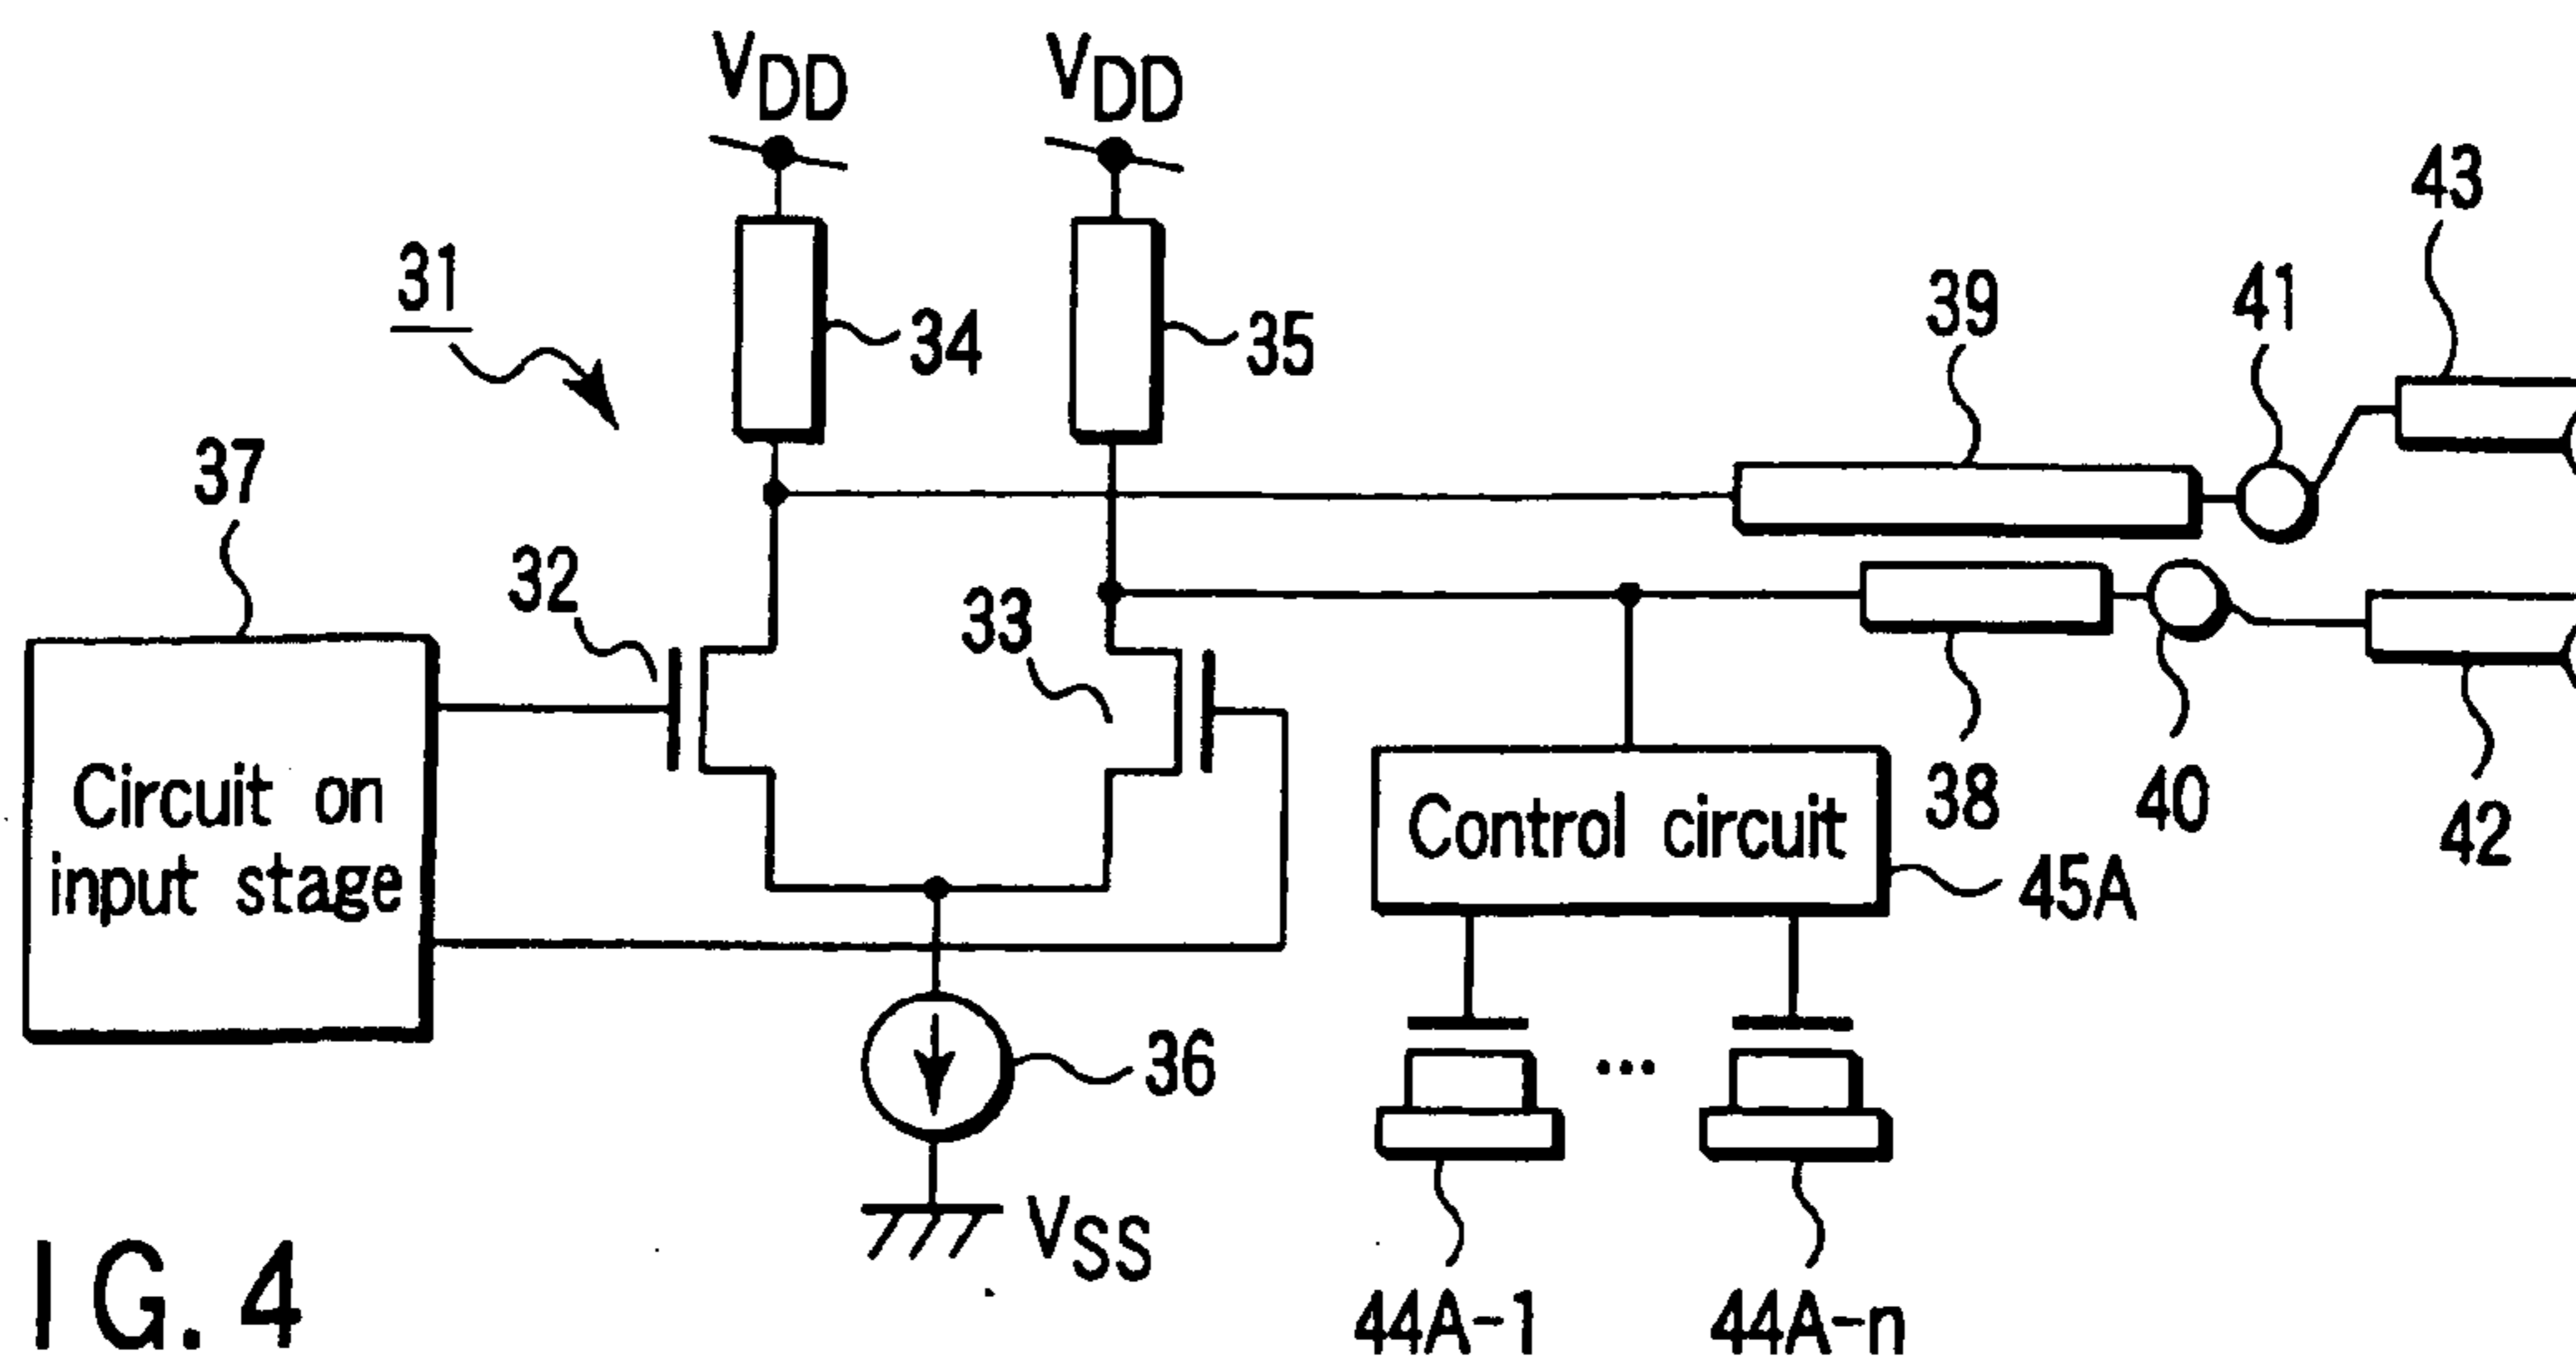 VDD
VDD
43
31
34
35
39
41
37
32
33
Circuit on
input stage
Control circuit
38
40
42
45A
36
VSS
44A-1
...
44A-n
IG. 4